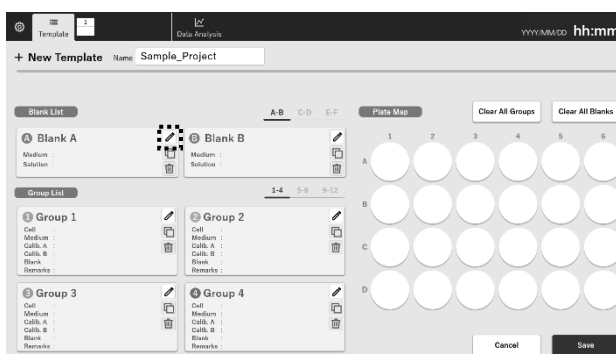 Template
1
Data Analysis
YYYY/MM/DD hh:mm
+ New Template Name Sample_Project
Blank List
A-B C-D E-F
A Blank A
Medium :
Solution :
B Blank B
Medium :
Solution :
Group List
1-4 5-8 9-12
1 Group 1
Cell :
Medium :
Calib. A :
Calib. B :
Blank :
Remarks :
2 Group 2
Cell :
Medium :
Calib. A :
Calib. B :
Blank :
Remarks :
3 Group 3
Cell :
Medium :
Calib. A :
Calib. B :
Blank :
Remarks :
4 Group 4
Cell :
Medium :
Calib. A :
Calib. B :
Blank :
Remarks :
Plate Map
Clear All Groups
Clear All Blanks
1 2 3 4 5 6
A
B
C
D
Cancel
Save